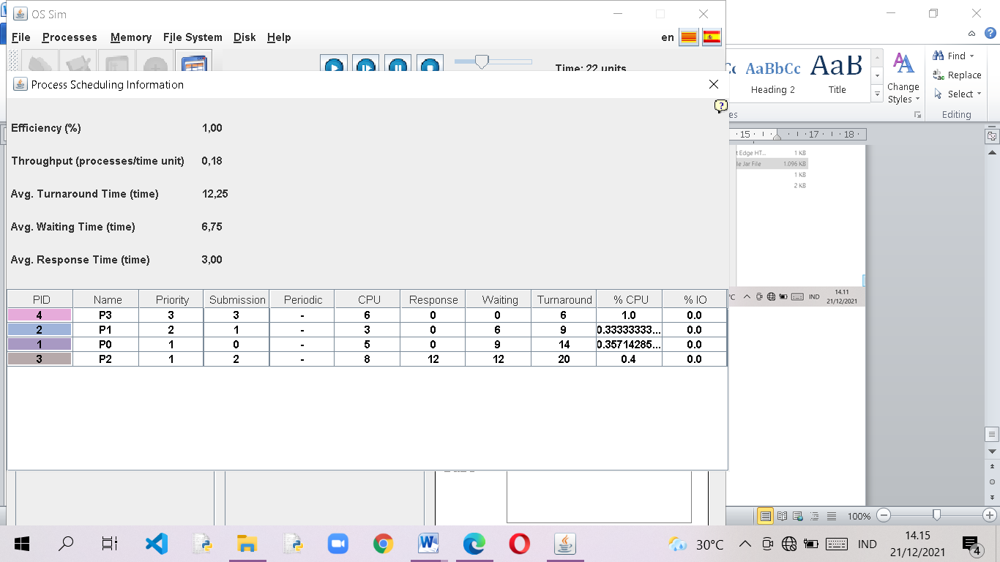 OS Sim
File Processes Memory File System Disk Help
en
Time: 22 units
Process Scheduling Information
Efficiency (%) 1,00
Throughput (processes/time unit) 0,18
Avg. Turnaround Time (time) 12,25
Avg. Waiting Time (time) 6,75
Avg. Response Time (time) 3,00
PID Name Priority Submission Periodic CPU Response Waiting Turnaround % CPU % IO
4 P3 3 3 - 6 0 0 6 1.0 0.0
2 P1 2 1 - 3 0 6 9 0.33333333... 0.0
1 P0 1 0 - 5 0 9 14 0.35714285... 0.0
3 P2 1 2 - 8 12 12 20 0.4 0.0
AaBbCc AaB
Heading 2 Title
Change
Styles
Find
Replace
Select
Editing
es
15 17 18
t Edge HT... 1 KB
le Jar File 1.096 KB
1 KB
2 KB
°C IND 14.11
21/12/2021
100%
30°C IND 14.15
21/12/2021
4